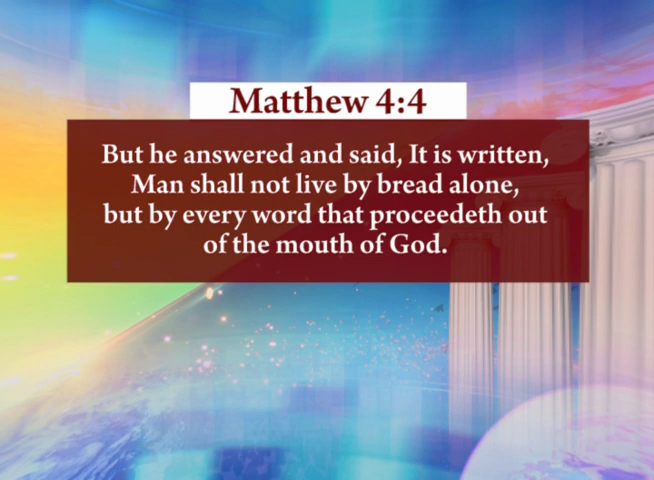 Matthew 4:4
But he answered and said, It is written,
Man shall not live by bread alone,
but by every word that proceedeth out
of the mouth of God.